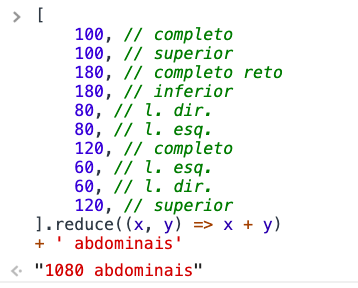 > [
100, // completo
100, // superior
180, // completo reto
180, // inferior
80, // l. dir.
80, // l. esq.
120, // completo
60, // l. esq.
60, // l. dir.
120, // superior
].reduce((x, y) => x + y)
+ ' abdominais'
"1080 abdominais"